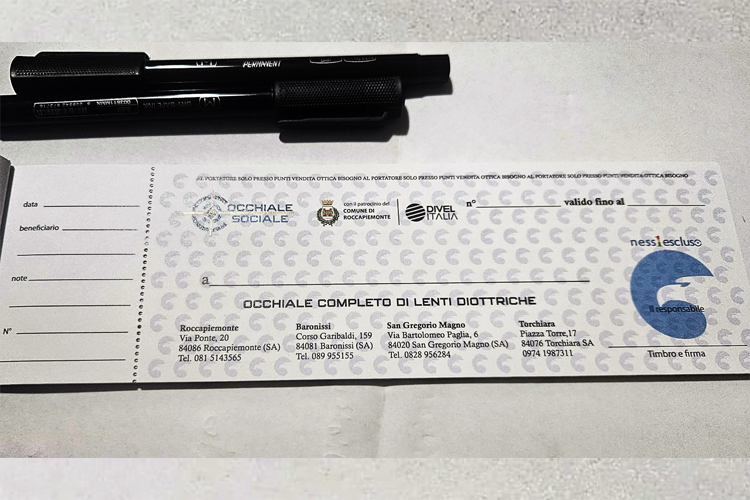 PERMANENT
AL PORTATORE SOLO PRESSO PUNTI VENDITA OTTICA BISOGNO AL PORTATORE SOLO PRESSO PUNTI VENDITA OTTICA BISOGNO AL PORTATORE SOLO PRESSO PUNTI VENDITA OTTICA BISOGNO
data
beneficiario
note
N°
OCCHIALE
SOCIALE
con il patrocinio del
COMUNE DI
ROCCAPIEMONTE
DIVEL
ITALIA
n° valido fino al
a
OCCHIALE COMPLETO DI LENTI DIOTTRICHE
Roccapiemonte
Via Ponte, 20
84086 Roccapiemonte (SA)
Tel. 081 5143565
Baronissi
Corso Garibaldi, 159
84081 Baronissi (SA)
Tel. 089 955155
San Gregorio Magno
Via Bartolomeo Paglia, 6
84020 San Gregorio Magno (SA)
Tel. 0828 956284
Torchiara
Piazza Torre,17
84076 Torchiara SA
0974 1987311
ness1escluso
Il responsabile
Timbro e firma